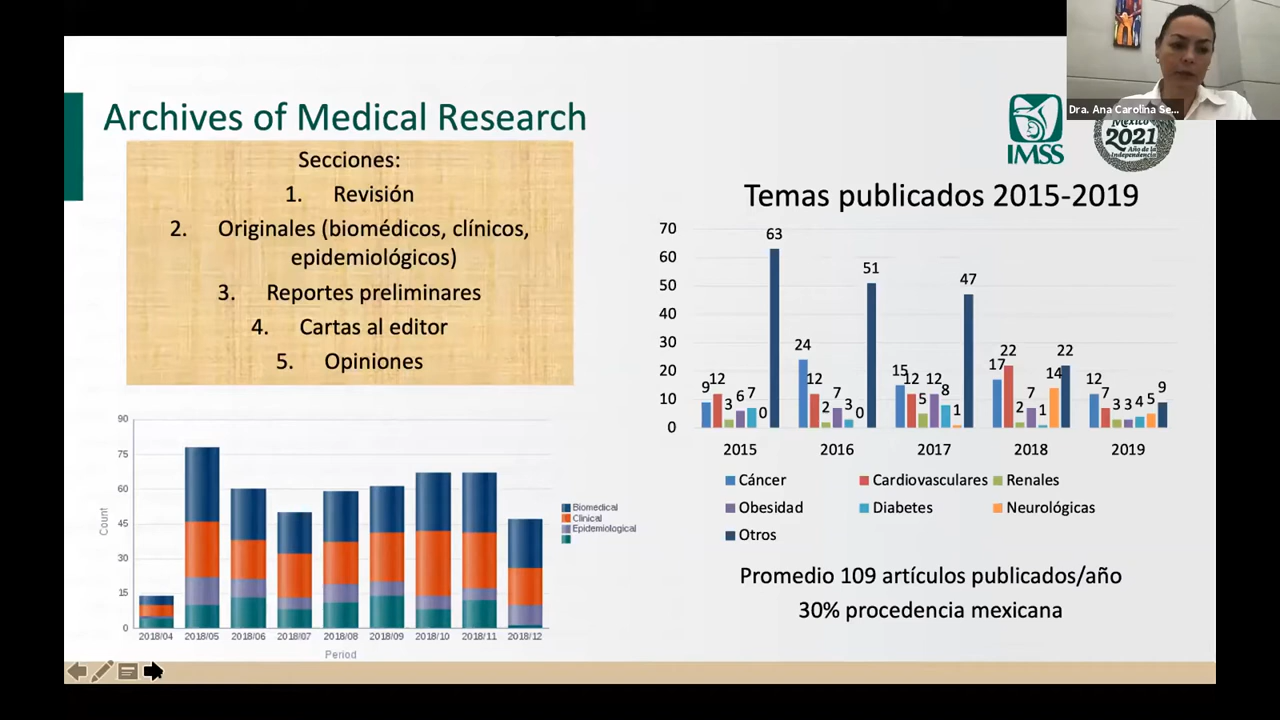 Dra. Ana Carolina Se...
Archives of Medical Research
IMSS
México
2021
Año de la
Independencia
Secciones:
1. Revisión
2. Originales (biomédicos, clínicos,
epidemiológicos)
3. Reportes preliminares
4. Cartas al editor
5. Opiniones
Temas publicados 2015-2019
70
60
50
40
30
20
10
0
9 12 3 6 7 0 63
24 12 2 7 3 0 51
15 12 5 12 8 1 47
17 22 2 7 1 14 22
12 7 3 3 4 5 9
2015 2016 2017 2018 2019
Cáncer Cardiovasculares Renales
Obesidad Diabetes Neurológicas
Otros
Promedio 109 artículos publicados/año
30% procedencia mexicana
90
75
60
45
30
15
0
Count
2018/04 2018/05 2018/06 2018/07 2018/08 2018/09 2018/10 2018/11 2018/12
Period
Biomedical
Clinical
Epidemiological